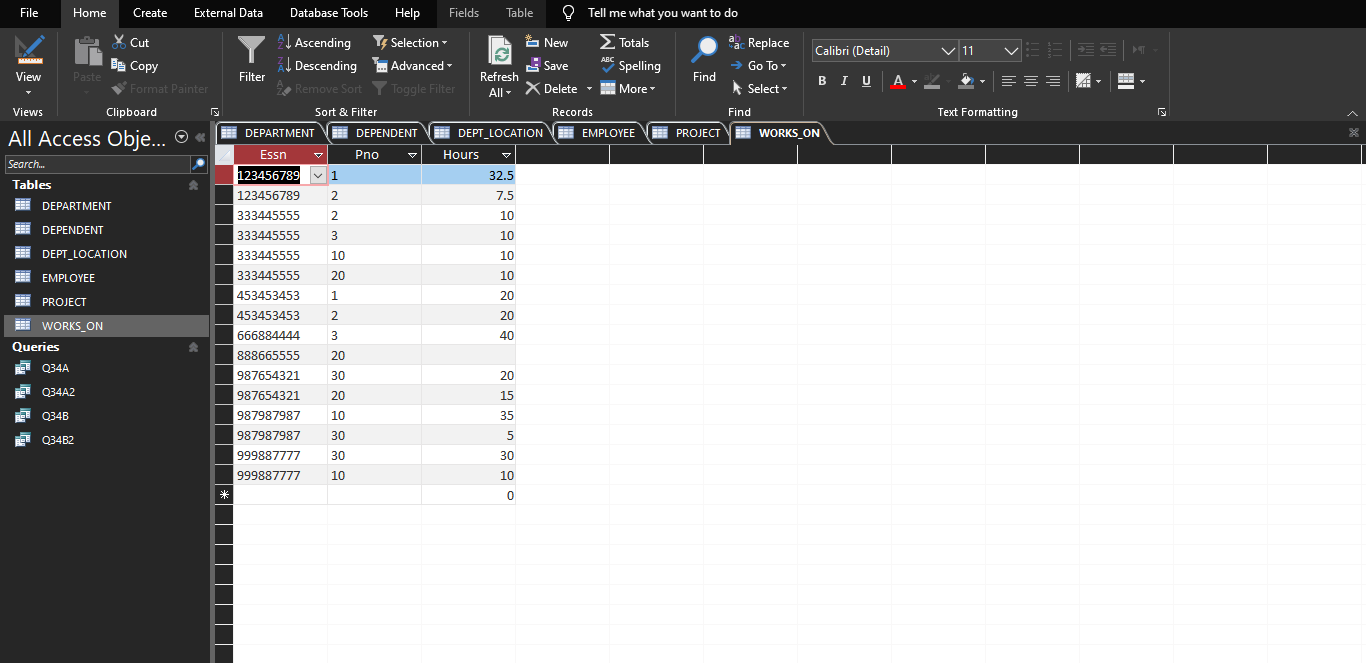 File Home Create External Data Database Tools Help Fields Table Tell me what you want to do
View
Views
Paste
Cut
Copy
Format Painter
Clipboard
Filter
Ascending
Descending
Remove Sort
Selection
Advanced
Toggle Filter
Sort & Filter
Refresh
All
New
Save
Delete
Totals
Spelling
More
Records
Find
Replace
Go To
Select
Find
Calibri (Detail) 11
B I U A
Text Formatting
All Access Obje...
Search...
Tables
DEPARTMENT
DEPENDENT
DEPT_LOCATION
EMPLOYEE
PROJECT
WORKS_ON
Queries
Q34A
Q34A2
Q34B
Q34B2
DEPARTMENT DEPENDENT DEPT_LOCATION EMPLOYEE PROJECT WORKS_ON
Essn Pno Hours
123456789 1 32.5
123456789 2 7.5
333445555 2 10
333445555 3 10
333445555 10 10
333445555 20 10
453453453 1 20
453453453 2 20
666884444 3 40
888665555 20
987654321 30 20
987654321 20 15
987987987 10 35
987987987 30 5
999887777 30 30
999887777 10 10
0